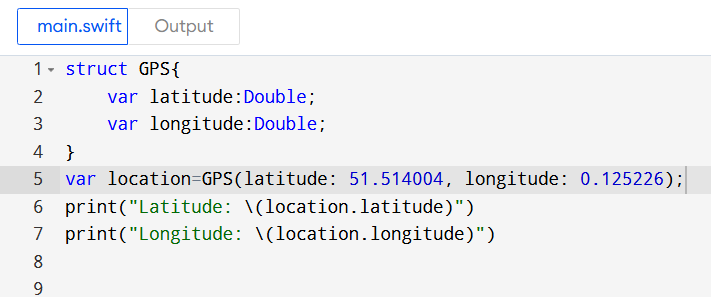 main.swift Output
1 struct GPS{
2 var latitude:Double;
3 var longitude:Double;
4 }
5 var location=GPS(latitude: 51.514004, longitude: 0.125226);
6 print("Latitude: \(location.latitude)")
7 print("Longitude: \(location.longitude)")
8
9